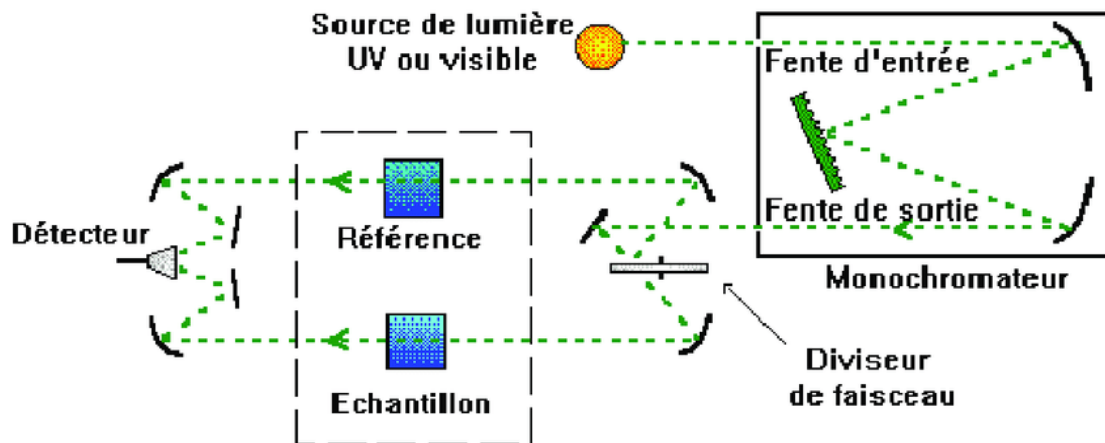 Source de lumière
UV ou visible
Fente d'entrée
Fente de sortie
Monochromateur
Détecteur
Référence
Echantillon
Diviseur
de faisceau